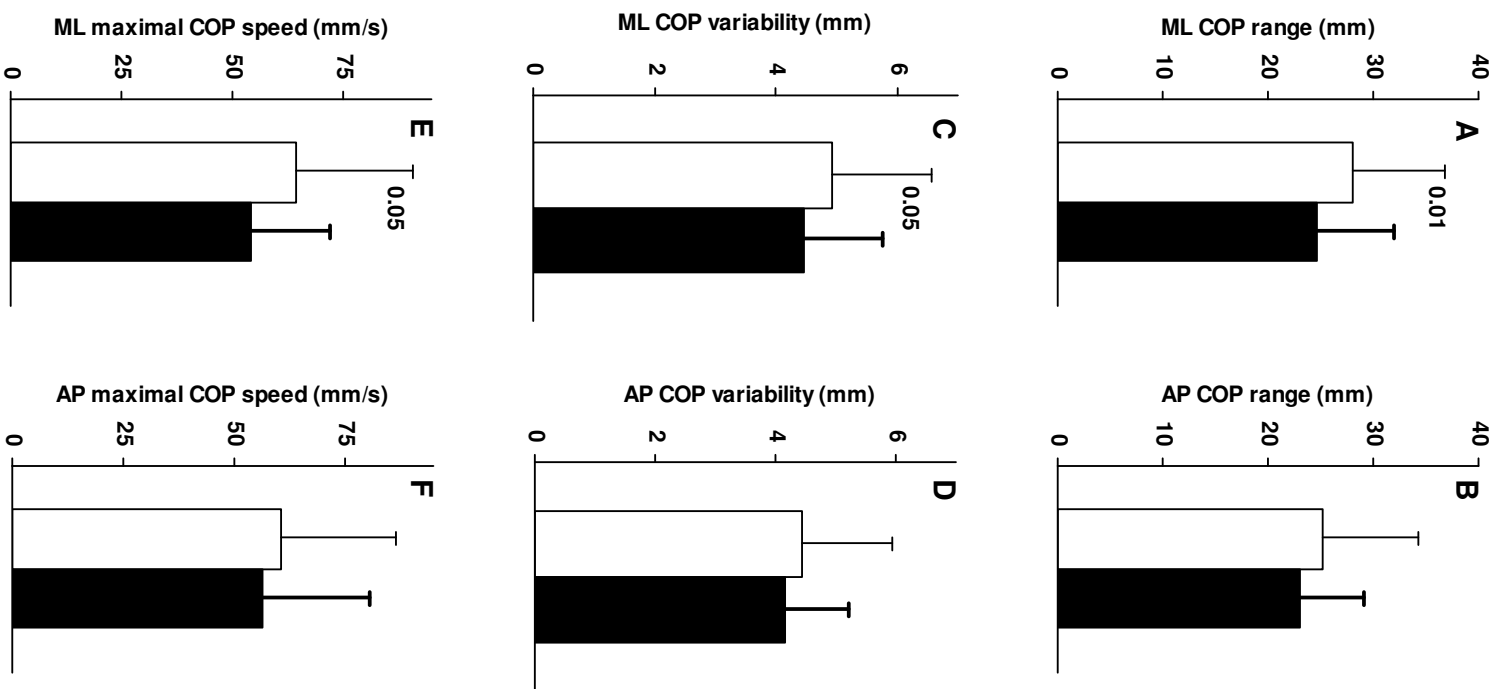 A
ML COP range (mm)
40
30
20
10
0
0.01
B
AP COP range (mm)
40
30
20
10
0
C
ML COP variability (mm)
6
4
2
0
0.05
D
AP COP variability (mm)
6
4
2
0
E
ML maximal COP speed (mm/s)
75
50
25
0
0.05
F
AP maximal COP speed (mm/s)
75
50
25
0